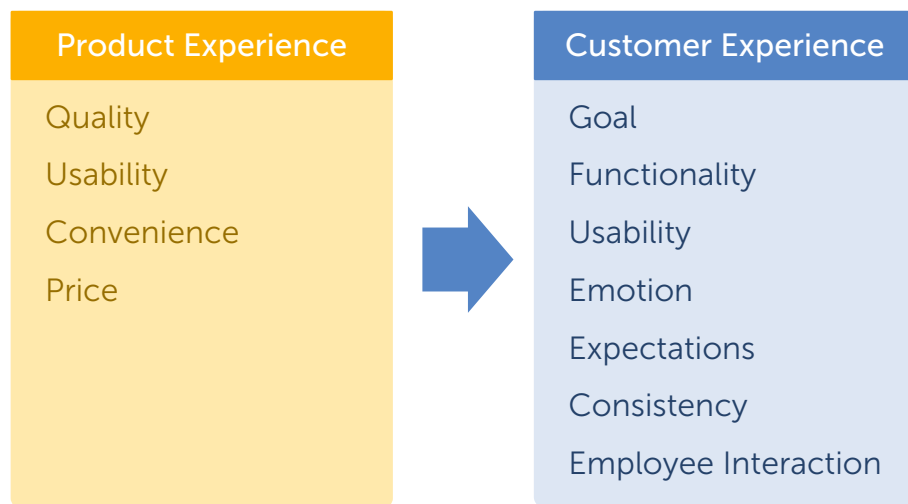 Product Experience
Quality
Usability
Convenience
Price
Customer Experience
Goal
Functionality
Usability
Emotion
Expectations
Consistency
Employee Interaction